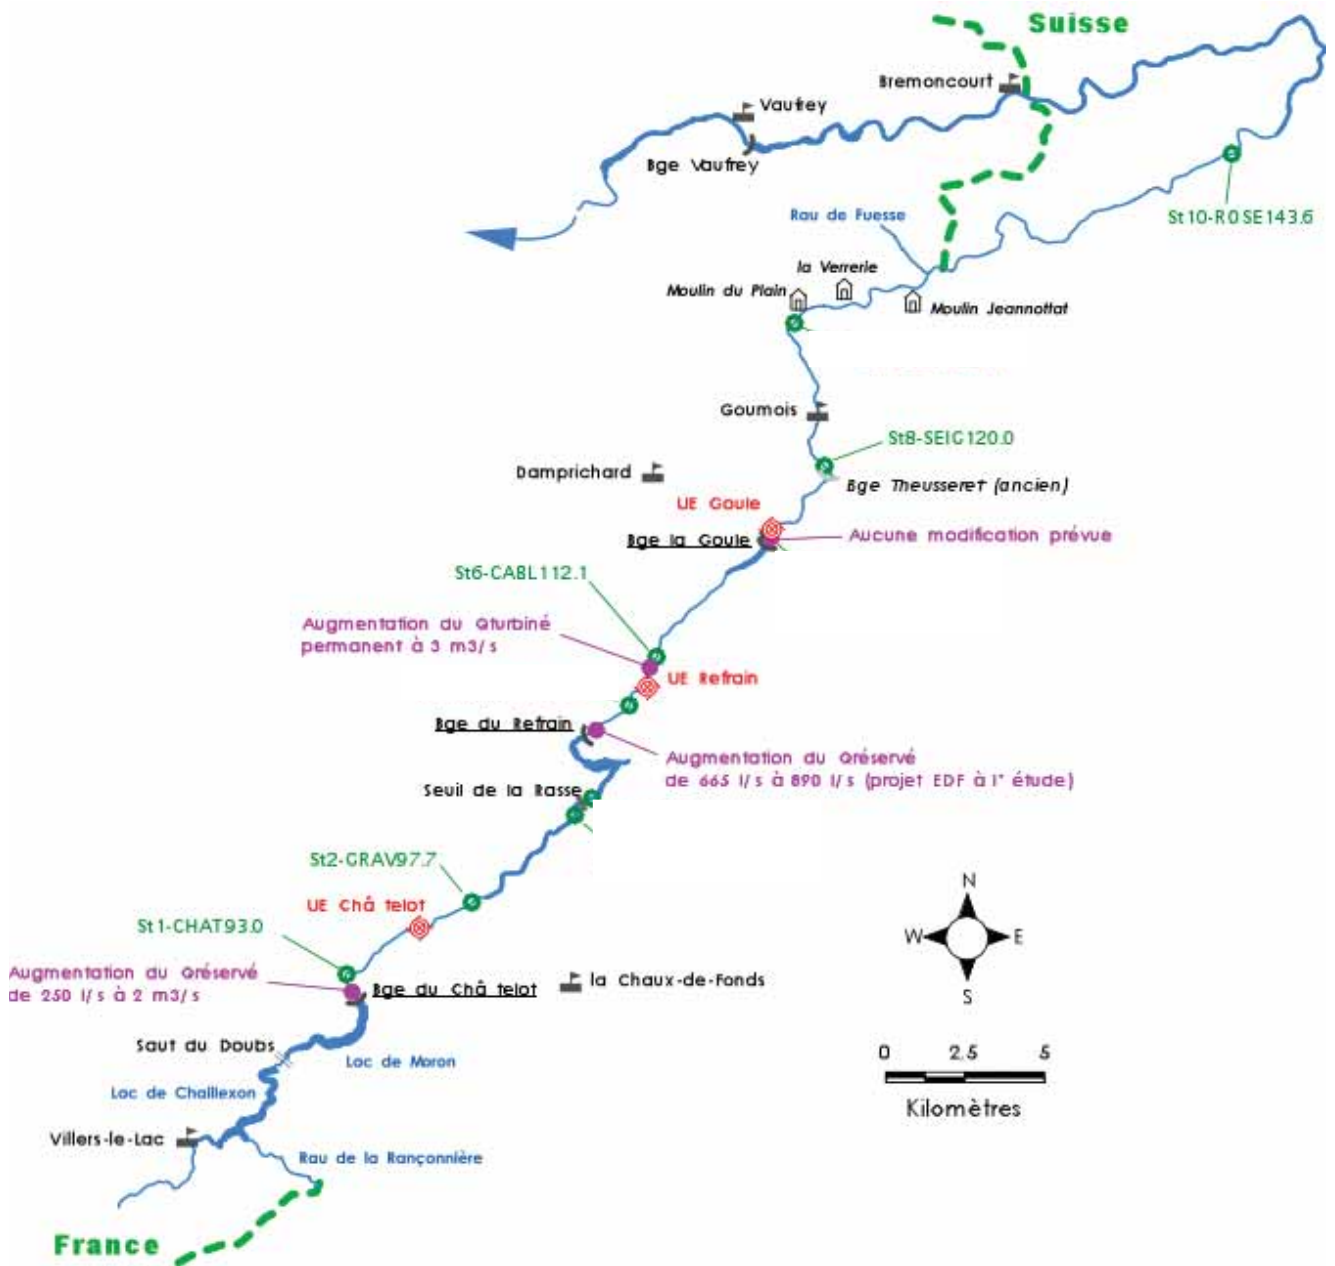 Suisse
Bremoncourt
Vaufrey
Bge Vaufrey
St10-ROSE143.6
Rau de Fuesse
la Verrerie
Moulin du Plain
Moulin Jeannottat
Goumois
St8-SEIG120.0
Damprichard
Bge Theusseret (ancien)
UE Goule
Bge la Goule
Aucune modification prévue
St6-CABL112.1
Augmentation du Qturbiné
permanent à 3 m3/s
UE Refrain
Bge du Refrain
Augmentation du Qréservé
de 665 l/s à 890 l/s (projet EDF à l' étude)
Seuil de la Rasse
St2-GRAV97.7
UE Châtelot
St1-CHAT93.0
Augmentation du Qréservé
de 250 l/s à 2 m3/s
Bge du Châtelot
la Chaux-de-Fonds
N
W
E
S
Saut du Doubs
Lac de Moron
Lac de Chaillexon
0 2.5 5
Kilomètres
Villers-le-Lac
Rau de la Rançonnière
France